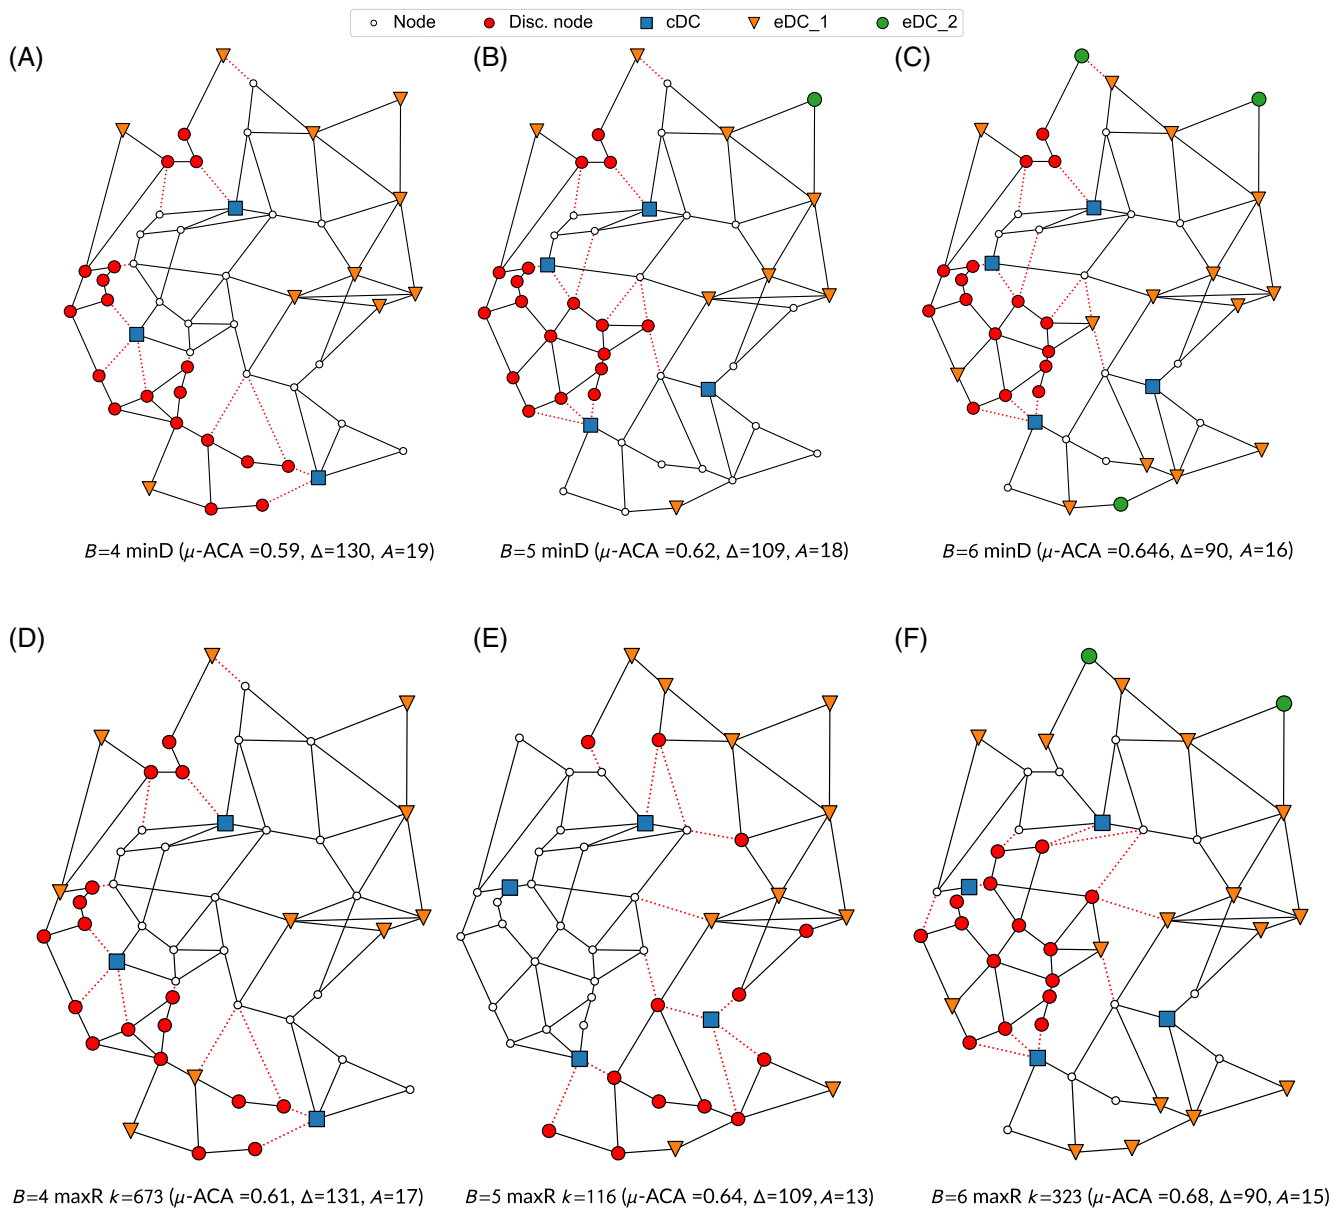 Node Disc. node cDC eDC_1 eDC_2
(A) (B) (C)
B=4 minD (μ-ACA =0.59, Δ=130, A=19) B=5 minD (μ-ACA =0.62, Δ=109, A=18) B=6 minD (μ-ACA =0.646, Δ=90, A=16)
(D) (E) (F)
B=4 maxR k=673 (μ-ACA =0.61, Δ=131, A=17) B=5 maxR k=116 (μ-ACA =0.64, Δ=109, A=13) B=6 maxR k=323 (μ-ACA =0.68, Δ=90, A=15)